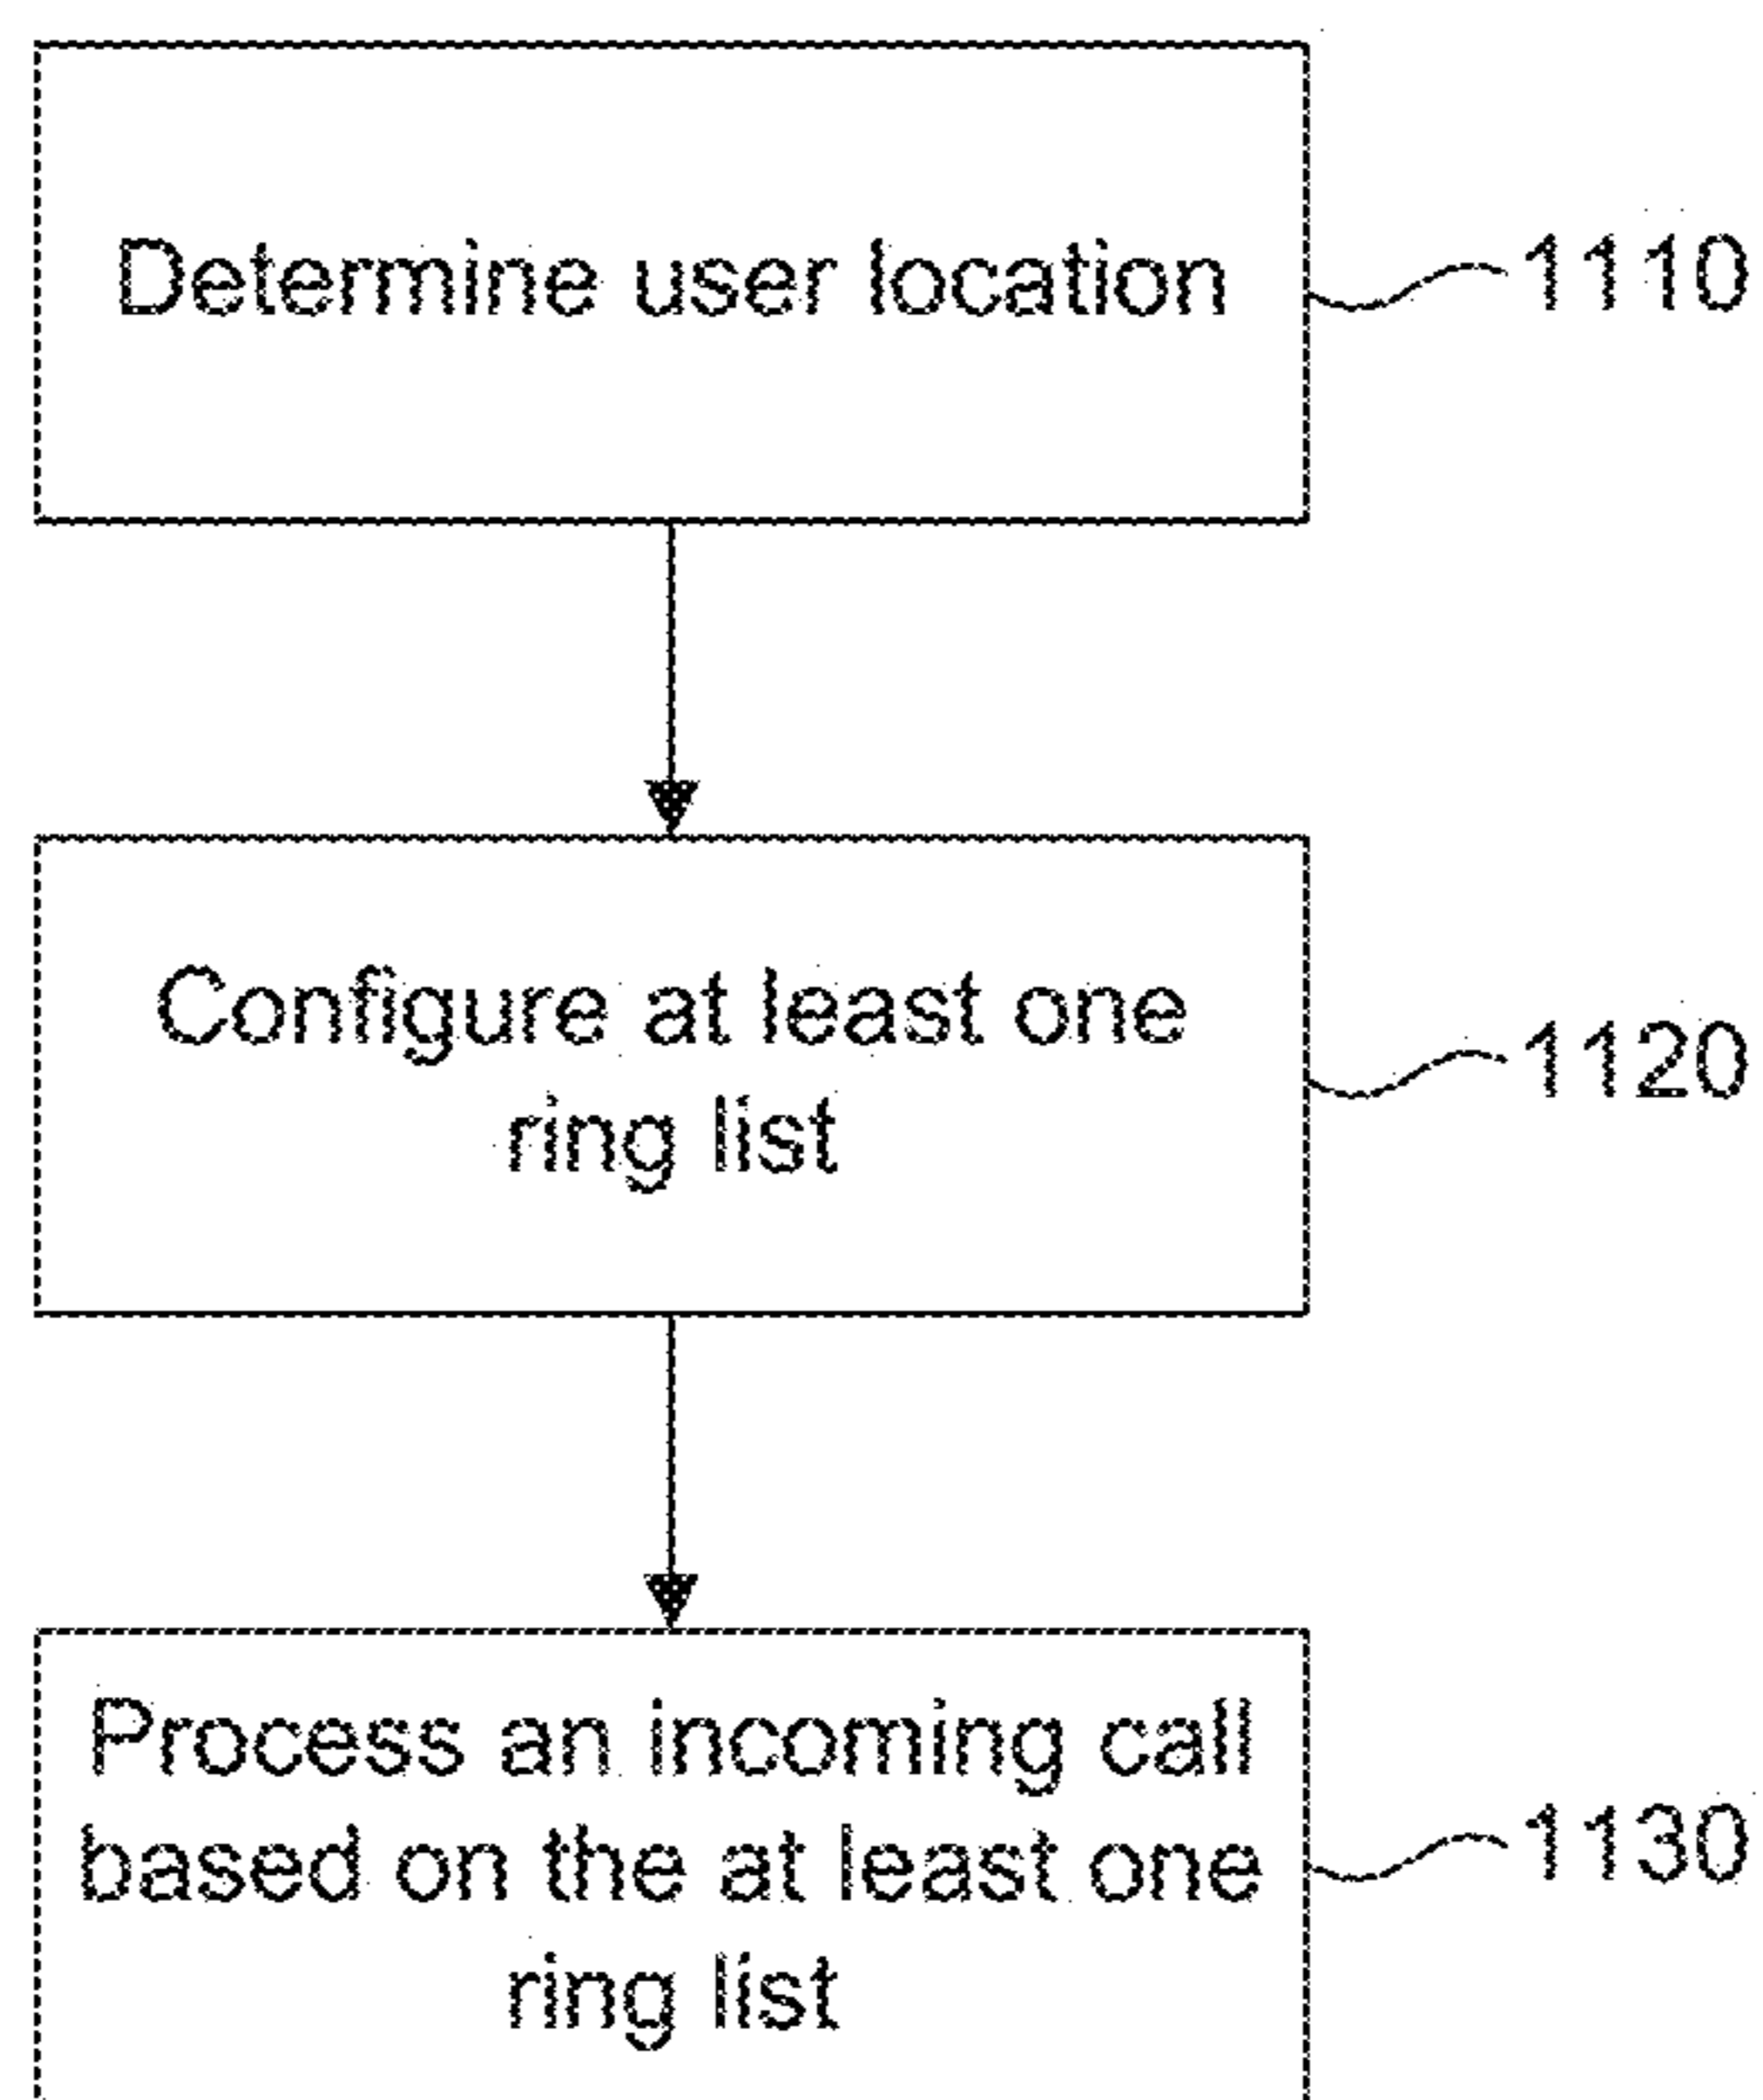 Determine user location
1110
Configure at least one
ring list
1120
Process an incoming call
based on the at least one
ring list
1130